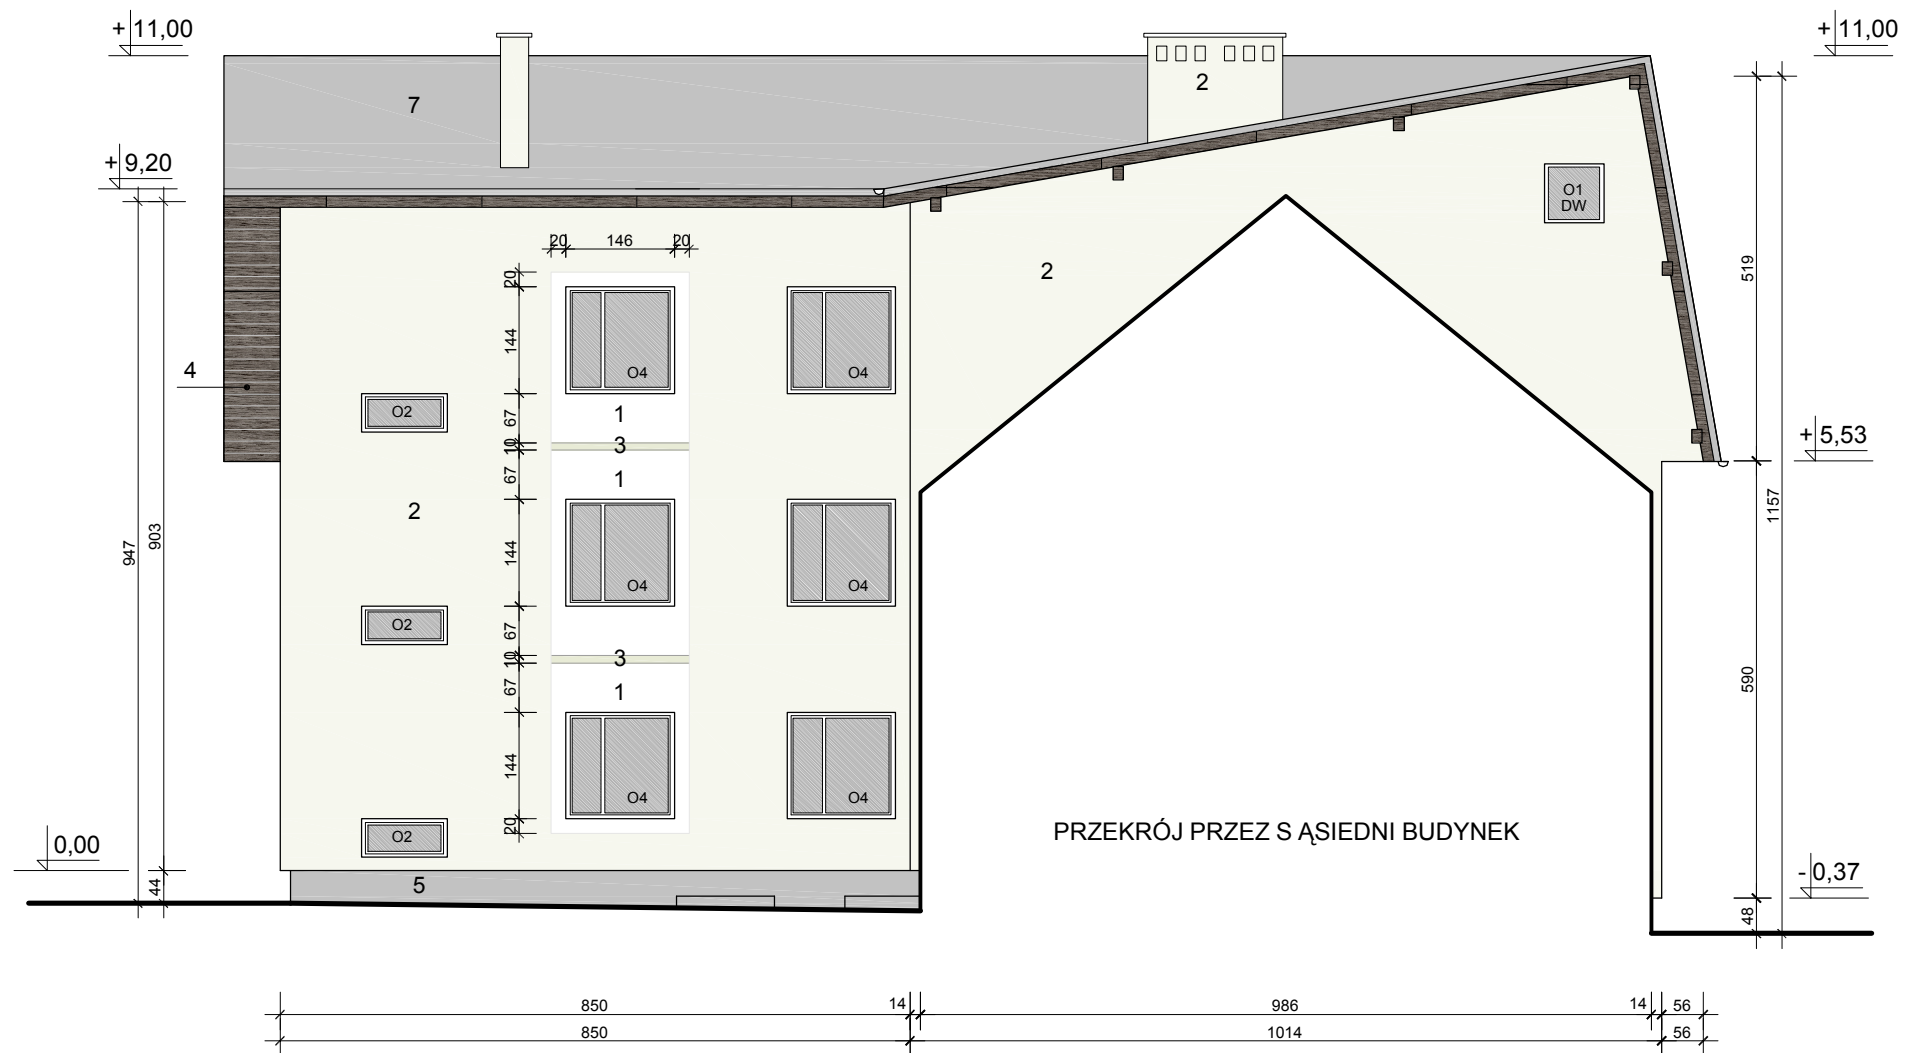 + 11,00
+ 11,00
7
2
+ 9,20
O1
DW
20 146 20
2
20
519
144
4
O4
O4
O2
67
1
10
3
+ 5,53
67
1
2
1157
947
903
144
O4
O4
O2
67
10
3
67
1
590
144
O4
O4
20
O2
PRZEKRÓJ PRZEZ S ĄSIEDNI BUDYNEK
0,00
44
5
- 0,37
48
850 14 986 14 56
850 1014 56